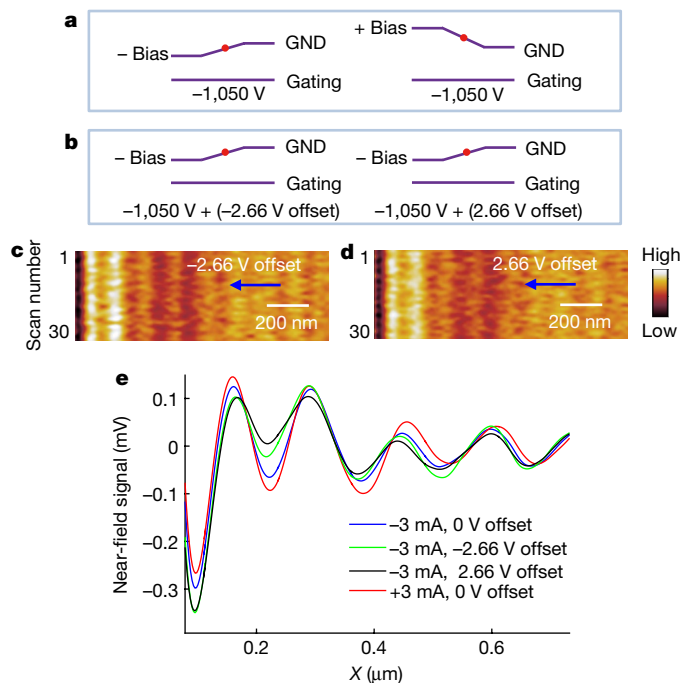 a
+ Bias
GND
– Bias
GND
Gating
Gating
–1,050 V
–1,050 V
b
– Bias
GND
– Bias
GND
Gating
Gating
–1,050 V + (–2.66 V offset)
–1,050 V + (2.66 V offset)
c
d
1
–2.66 V offset
1
2.66 V offset
High
Scan number
200 nm
200 nm
30
30
Low
e
0.1
0
–0.1
–0.2
–0.3
Near-field signal (mV)
–3 mA, 0 V offset
–3 mA, –2.66 V offset
–3 mA, 2.66 V offset
+3 mA, 0 V offset
0.2
0.4
0.6
X (μm)